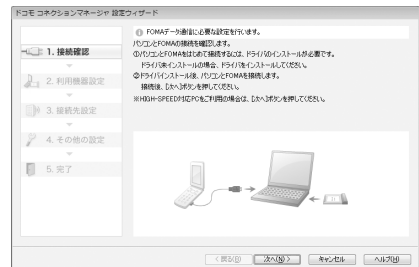 ドコモ コネクションマネージャ 設定ウィザード
1. 接続確認
2. 利用機器設定
3. 接続先設定
4. その他の設定
5. 完了
FOMAデータ通信に必要な設定を行います。
パソコンとFOMAの接続を確認します。
①パソコンとFOMAをはじめて接続するには、ドライバのインストールが必要です。
ドライバ未インストールの場合、ドライバをインストールしてください。
②ドライバインストール後、パソコンとFOMAを接続します。
接続後、[次へ]ボタンを押してください。
※HIGH-SPEED対応PCをご利用の場合は、[次へ]ボタンを押してください。
< 戻る(B) 次へ(N) > キャンセル ヘルプ(H)